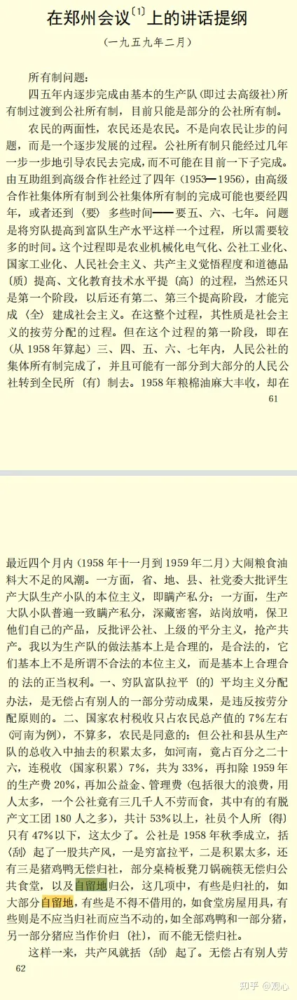 在郑州会议〔1〕上的讲话提纲
(一九五九年二月)
所有制问题：
四五年内逐步完成由基本的生产队(即过去高级社)所
有制过渡到公社所有制，目前只能是部分的公社所有制。
农民的两面性，农民还是农民。不是向农民让步的问
题，而是一个逐步发展的过程。公社所有制只能经过几年
一步一步地引导农民去完成，而不可能在目前一下子完成。
由互助组到高级合作社经过了四年(1953—1956)，由高级
合作社集体所有制到公社集体所有制的完成可能也要经四
年，或者还到〈要〉多些时间——要五、六、七年。问题
是将穷队提高到富队生产水平这样一个过程，所以需要较
多的时间。这个过程即是农业机械化电气化、公社工业化、
国家工业化、人民社会主义、共产主义觉悟程度和道德品
〔质〕提高、文化教育技术水平提〔高〕的过程，当然还只
是第一个阶段，以后还有第二、第三个提高阶段，才能完
成〈全〉建成社会主义。在这整个过程，其性质是社会主
义的按劳分配的过程。但在这个过程的第一阶段，即在
(从1958年算起)三、四、五、六、七年内，人民公社的
集体所有制完成了，并且可能有一部分到大部分的人民公
社转到全民所〔有〕制去。1958年粮棉油麻大丰收，却在
61
最近四个月内(1958年十一月到1959年二月)大闹粮食油
料大不足的风潮。一方面，省、地、县、社党委大批评生
产大队生产小队的本位主义，即瞒产私分；一方面，生产
大队小队普遍一致瞒产私分，深藏密窖，站岗放哨，保卫
他们自己的产品，反批评公社、上级的平分主义，抢产共
产。我以为生产队的做法基本上是合理的，是合法的，它
们基本上不是所谓不合法的本位主义，而是基本上合理合
的 法的正当权利。一、穷队富队拉平〔的〕平均主义分配
办法，是无偿占有别人的一部分劳动成果，是违反按劳分
配原则的。二、国家农村税收只占农民总产值的7%左右
(河南为例)，不算多，农民是同意的；但公社和县从生产
队的总收入中抽去的积累太多，如河南，竟占百分之二十
六，连税收(国家积累)7%，共为33%，再扣除1959年
的生产费20%，再加公益金、管理费(包括很大的浪费，用
人太多，一个公社竟有三几千人不劳而食，其中有的有脱
产文工团180人之多)，共计53%以上，社员个人所〔得〕
只有47%以下，这太少了。公社是1958年秋季成立，括
〈刮〉起了一股共产风，一是穷富拉平，二是积累太多，还
有三是猪鸡鸭无偿归社，部分桌椅板凳刀锅碗筷无偿归公
共食堂，以及自留地归公，这几项中，有些是归社的，如
大部分自留地，有些是不得不借用的，如食堂房屋用具，有
些则是不应当归社而应当不动的，如全部鸡鸭和一部分猪，
另一部分猪应当作价归〔社〕，而不能无偿归社。
这样一来，共产风就括〈刮〉起了。无偿占有别人劳
62
知乎 @观心